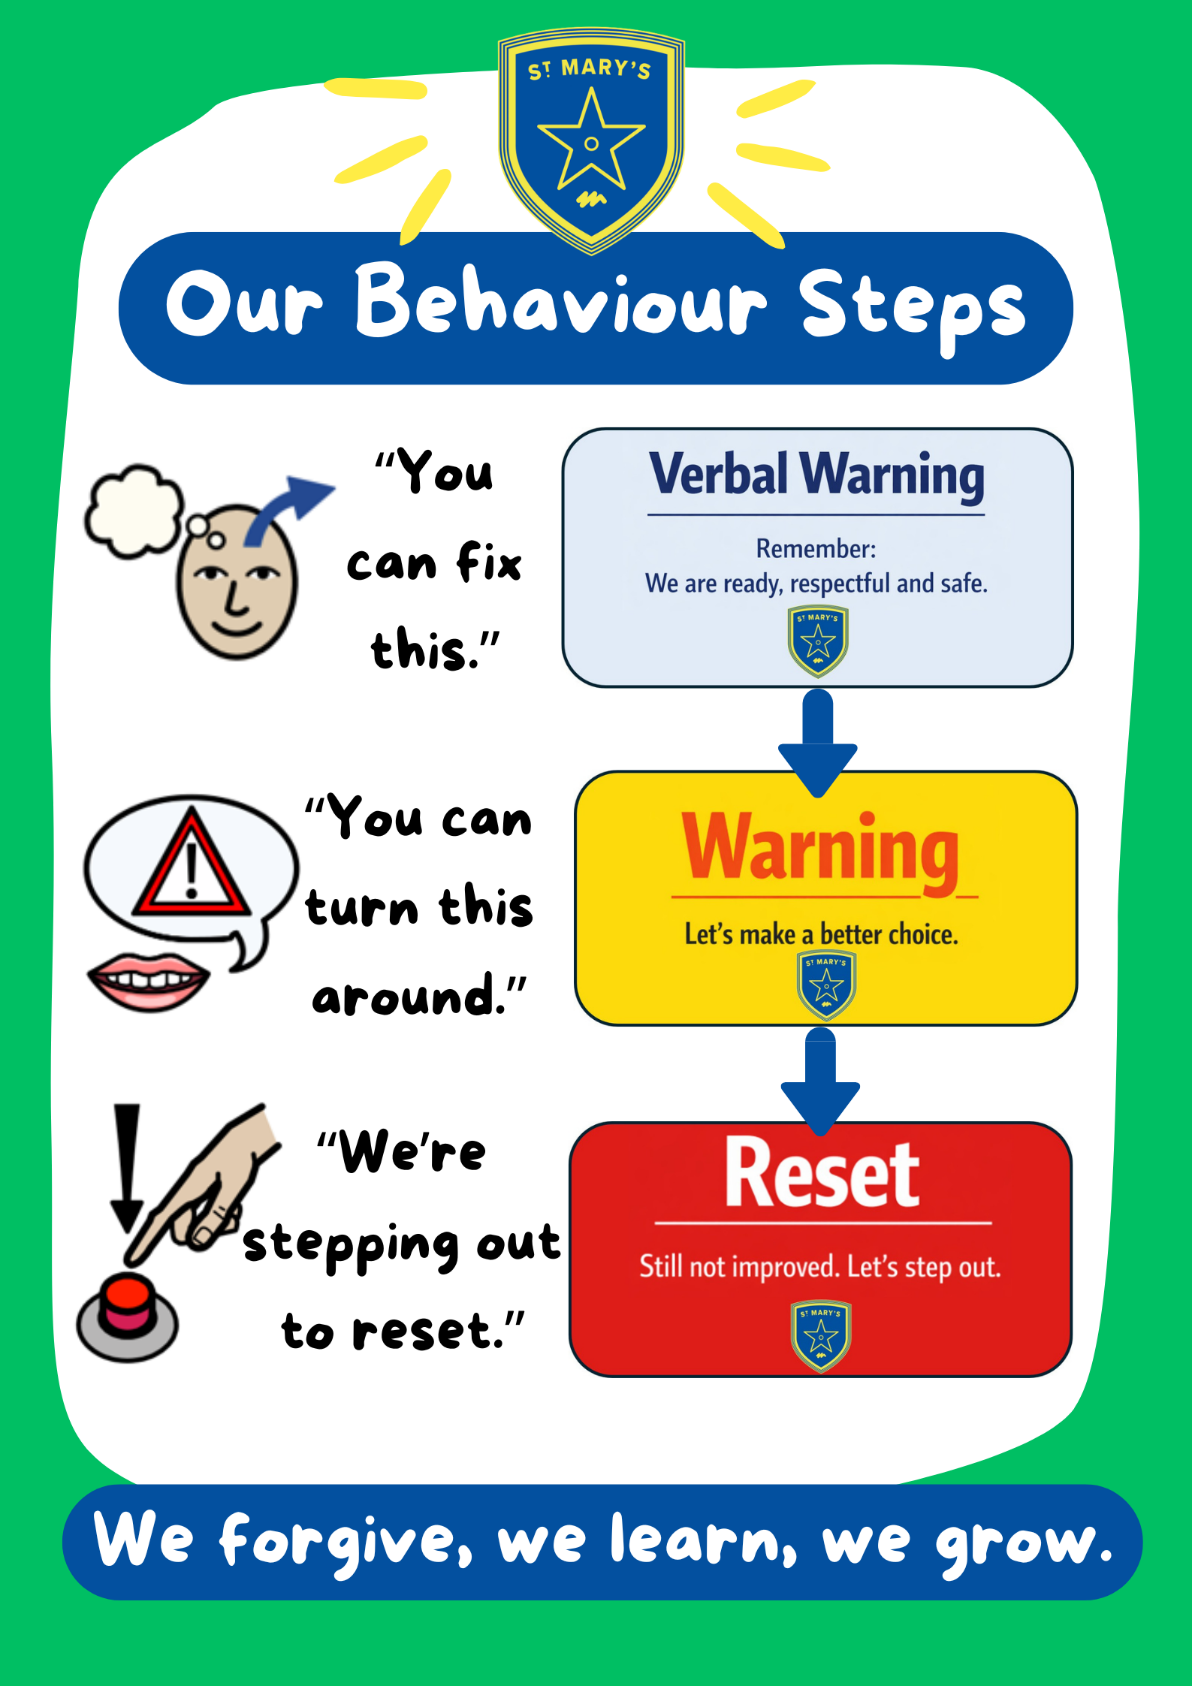 ST MARY'S
Our Behaviour Steps
“You
can fix
this.”
Verbal Warning
Remember:
We are ready, respectful and safe.
ST MARY'S
“You can
turn this
around.”
Warning
Let's make a better choice.
ST MARY'S
“We're
stepping out
to reset.”
Reset
Still not improved. Let's step out.
ST MARY'S
We forgive, we learn, we grow.